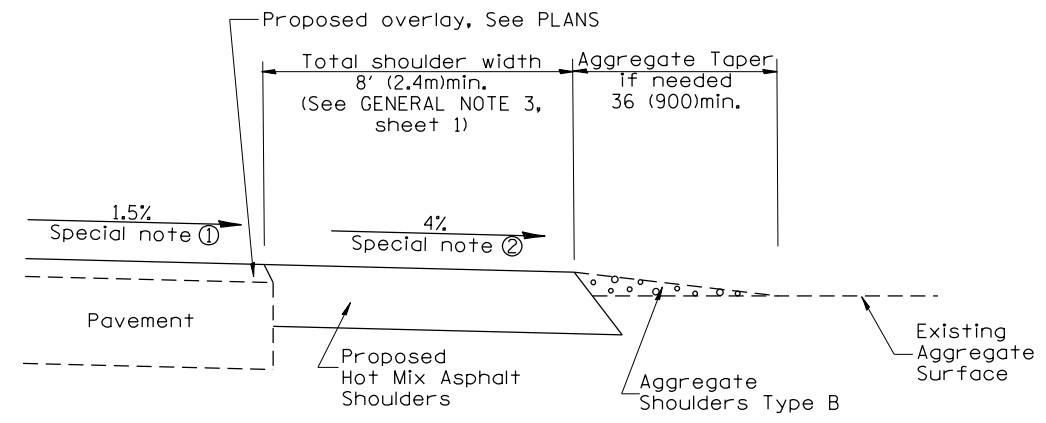 Proposed overlay, See PLANS
Total shoulder width
8' (2.4m)min.
(See GENERAL NOTE 3,
sheet 1)
Aggregate Taper
if needed
36 (900)min.
1.5%
Special note ①
4%
Special note ②
Pavement
Proposed
Hot Mix Asphalt
Shoulders
Aggregate
Shoulders Type B
Existing
Aggregate
Surface